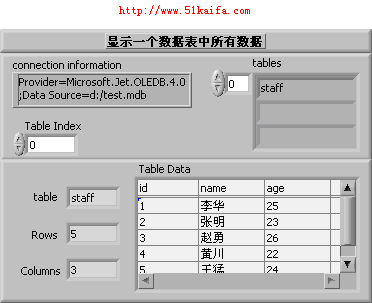 http://www.51kaifa.com
显示一个数据表中所有数据
connection information
Provider=Microsoft.Jet.OLEDB.4.0
;Data Source=d:/test.mdb
tables
0
staff
Table Index
0
Table Data
table staff
Rows 5
Columns 3
id name age
1 李华 25
2 张明 23
3 赵勇 26
4 黄川 22
5 王猛 24